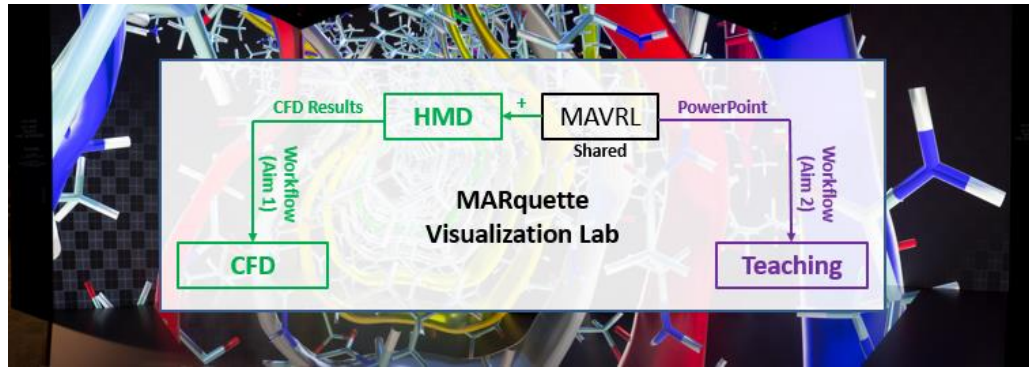 CFD Results
HMD
+
MAVRL
PowerPoint
Shared
Workflow
(Aim 1)
Workflow
(Aim 2)
MARquette
Visualization Lab
CFD
Teaching